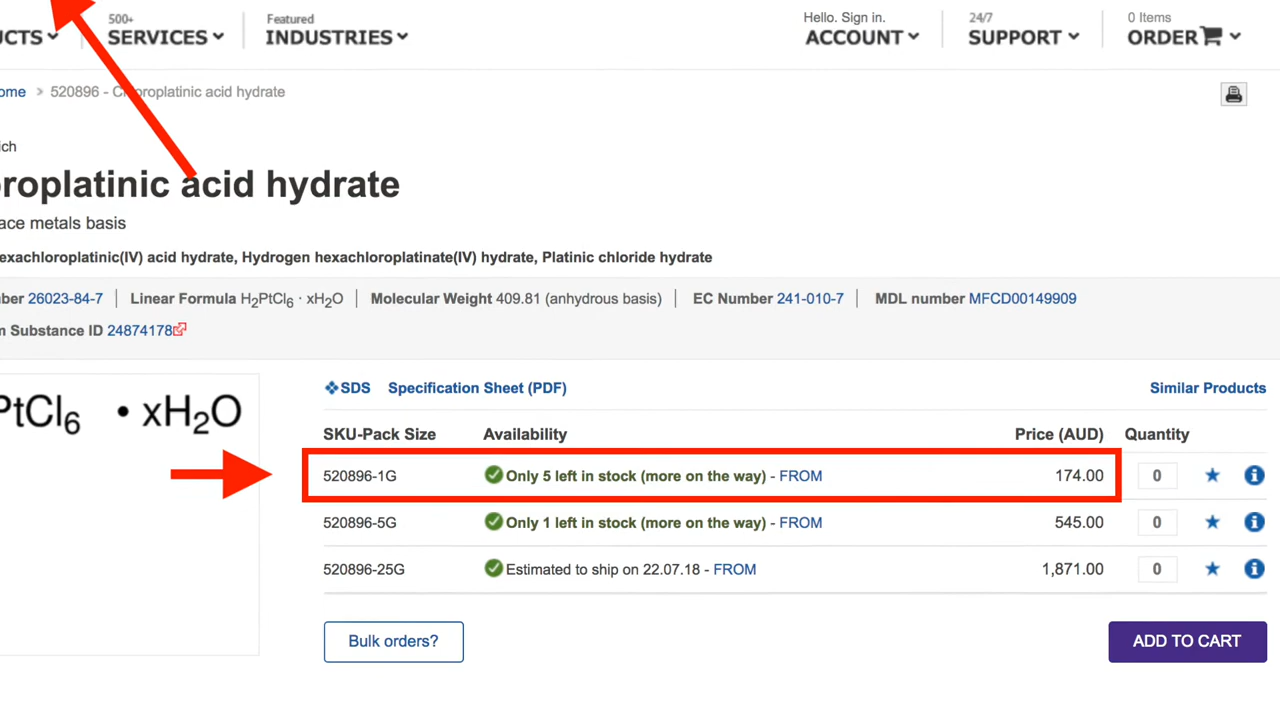 500+
Featured
Hello. Sign in.
24/7
0 Items
UCTS
SERVICES
INDUSTRIES
ACCOUNT
SUPPORT
ORDER
ome > 520896 - Chloroplatinic acid hydrate
ich
oroplatinic acid hydrate
ace metals basis
exachloroplatinic(IV) acid hydrate, Hydrogen hexachloroplatinate(IV) hydrate, Platinic chloride hydrate
ber 26023-84-7 | Linear Formula H₂PtCl₆ · xH₂O | Molecular Weight 409.81 (anhydrous basis) | EC Number 241-010-7 | MDL number MFCD00149909
m Substance ID 24874178
PtCl₆ • xH₂O
SDS Specification Sheet (PDF) Similar Products
SKU-Pack Size Availability Price (AUD) Quantity
520896-1G Only 5 left in stock (more on the way) - FROM 174.00 0
520896-5G Only 1 left in stock (more on the way) - FROM 545.00 0
520896-25G Estimated to ship on 22.07.18 - FROM 1,871.00 0
Bulk orders? ADD TO CART